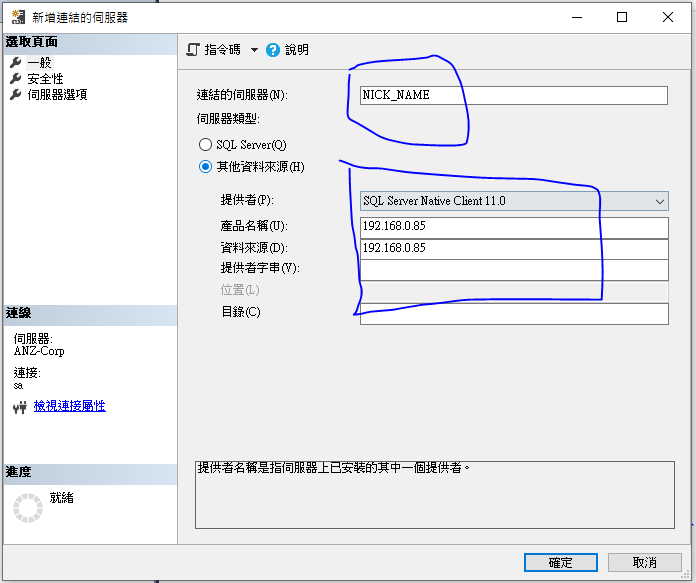 新增連結的伺服器
選取頁面
一般
安全性
伺服器選項
指令碼
說明
連結的伺服器(N):
NICK_NAME
伺服器類型:
SQL Server(Q)
其他資料來源(H)
提供者(P):
SQL Server Native Client 11.0
產品名稱(U):
192.168.0.85
資料來源(D):
192.168.0.85
提供者字串(V):
位置(L)
目錄(C)
連線
伺服器:
ANZ-Corp
連接:
sa
檢視連接屬性
進度
就緒
提供者名稱是指伺服器上已安裝的其中一個提供者。
確定
取消